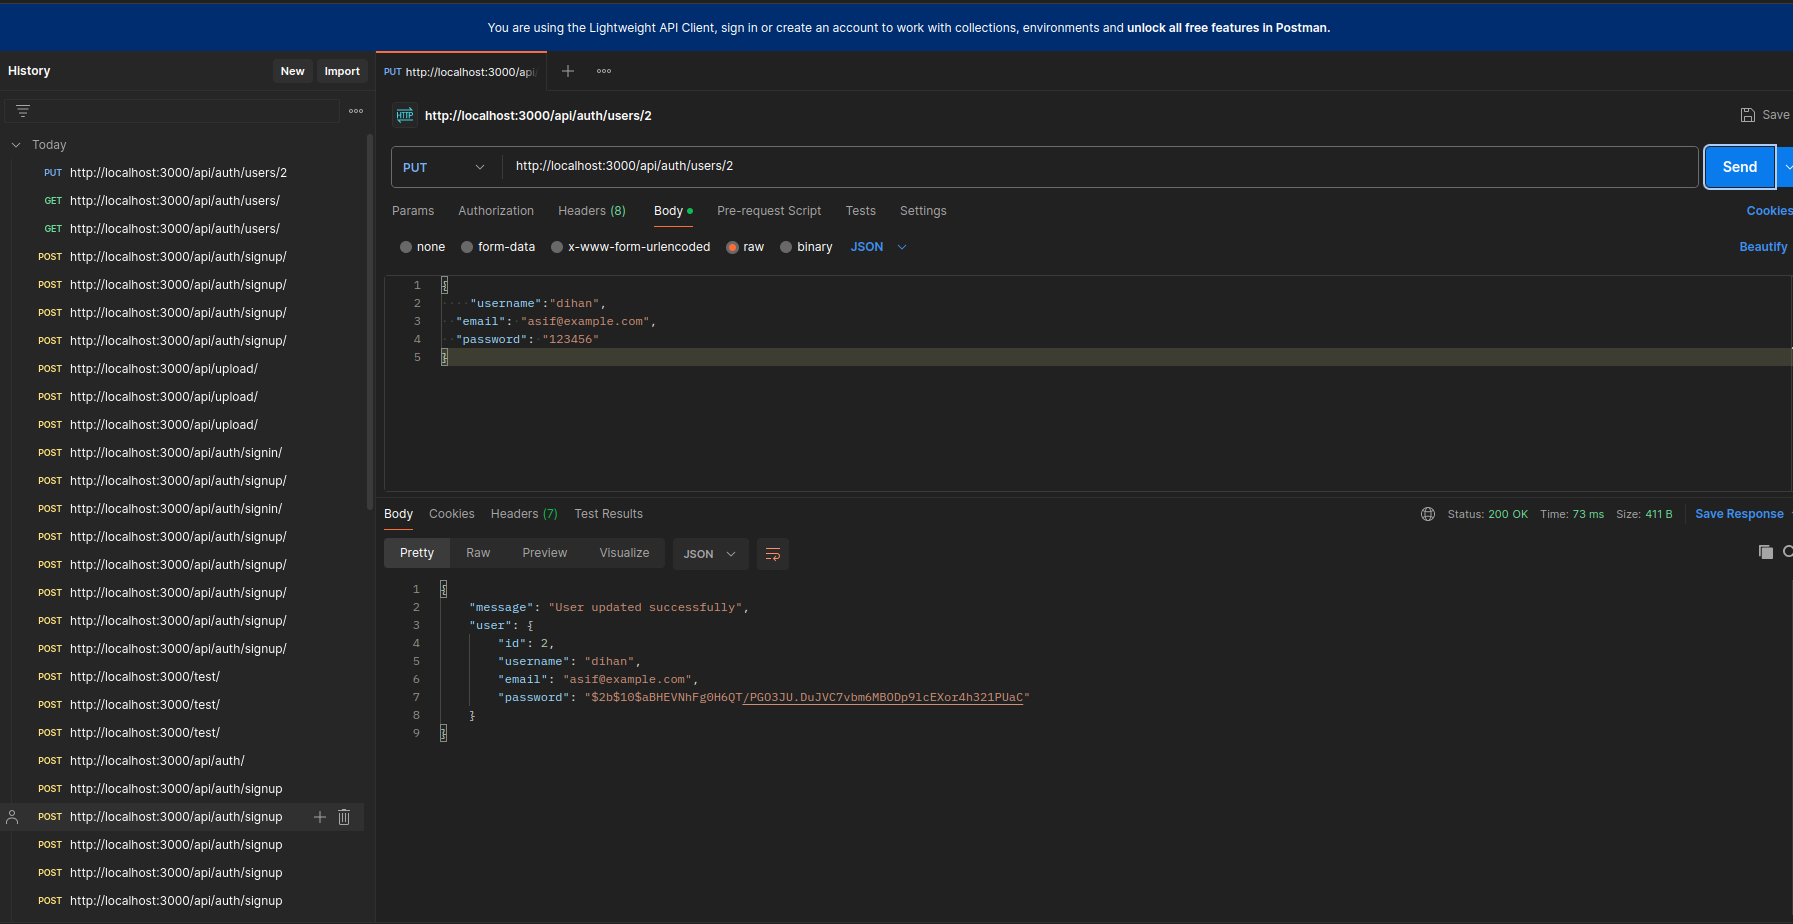 You are using the Lightweight API Client, sign in or create an account to work with collections, environments and unlock all free features in Postman.
History
New
Import
PUT http://localhost:3000/api/
http://localhost:3000/api/auth/users/2
Save
Today
PUT http://localhost:3000/api/auth/users/2
GET http://localhost:3000/api/auth/users/
GET http://localhost:3000/api/auth/users/
POST http://localhost:3000/api/auth/signup/
POST http://localhost:3000/api/auth/signup/
POST http://localhost:3000/api/auth/signup/
POST http://localhost:3000/api/auth/signup/
POST http://localhost:3000/api/upload/
POST http://localhost:3000/api/upload/
POST http://localhost:3000/api/upload/
POST http://localhost:3000/api/auth/signin/
POST http://localhost:3000/api/auth/signup/
POST http://localhost:3000/api/auth/signin/
POST http://localhost:3000/api/auth/signup/
POST http://localhost:3000/api/auth/signup/
POST http://localhost:3000/api/auth/signup/
POST http://localhost:3000/api/auth/signup/
POST http://localhost:3000/api/auth/signup/
POST http://localhost:3000/test/
POST http://localhost:3000/test/
POST http://localhost:3000/test/
POST http://localhost:3000/api/auth/
POST http://localhost:3000/api/auth/signup
POST http://localhost:3000/api/auth/signup
POST http://localhost:3000/api/auth/signup
POST http://localhost:3000/api/auth/signup
POST http://localhost:3000/api/auth/signup
HTTP
PUT http://localhost:3000/api/auth/users/2
Send
Params Authorization Headers (8) Body Pre-request Script Tests Settings
Cookies
none form-data x-www-form-urlencoded raw binary JSON
Beautify
1 {
2 "username":"dihan",
3 "email": "asif@example.com",
4 "password": "123456"
5 }
Body Cookies Headers (7) Test Results
Status: 200 OK Time: 73 ms Size: 411 B
Save Response
Pretty Raw Preview Visualize JSON
1 {
2 "message": "User updated successfully",
3 "user": {
4 "id": 2,
5 "username": "dihan",
6 "email": "asif@example.com",
7 "password": "$2b$10$aBHEVNhFg0H6QT/PGO3JU.DuJVC7vbm6MBODp9lcEXor4h321PUaC"
8 }
9 }